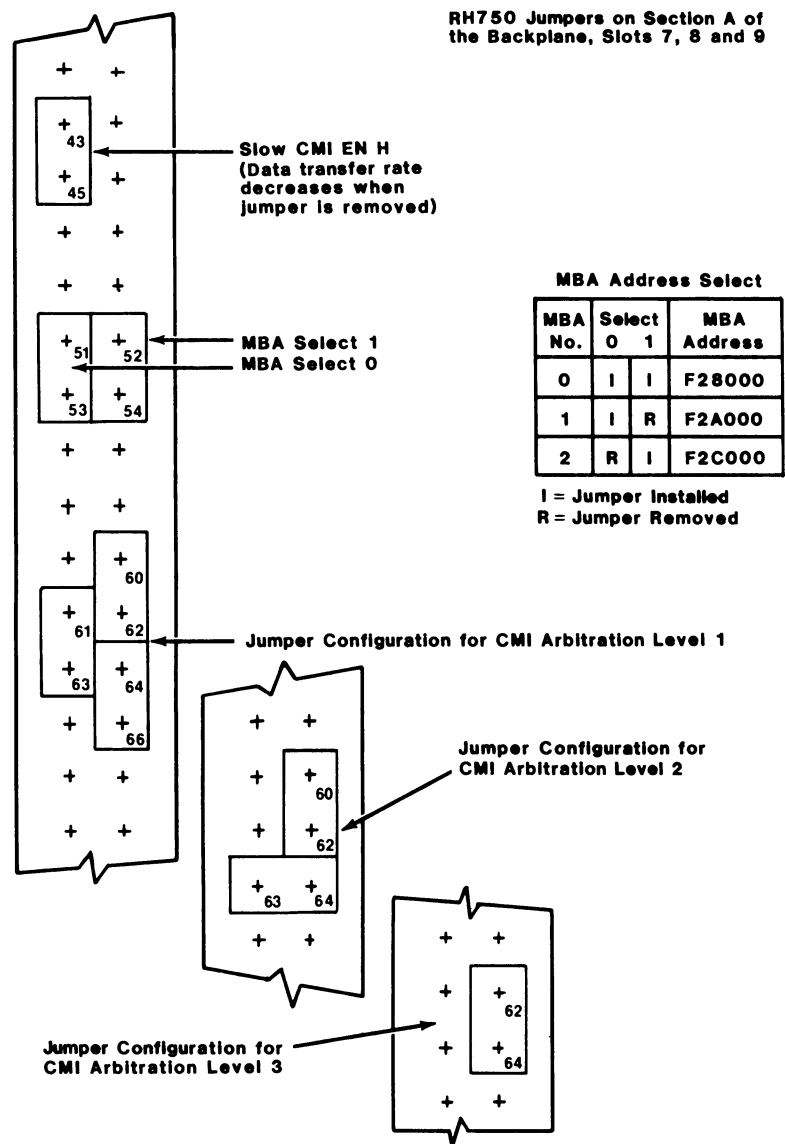 RH750 Jumpers on Section A of
the Backplane, Slots 7, 8 and 9
43
45
Slow CMI EN H
(Data transfer rate
decreases when
jumper is removed)
51 52
53 54
MBA Select 1
MBA Select 0
MBA Address Select
MBA No. Select 0 1 MBA Address
0 I I F28000
1 I R F2A000
2 R I F2C000
I = Jumper Installed
R = Jumper Removed
60
61 62
63 64
66
Jumper Configuration for CMI Arbitration Level 1
60
62
63 64
Jumper Configuration for
CMI Arbitration Level 2
62
64
Jumper Configuration for
CMI Arbitration Level 3